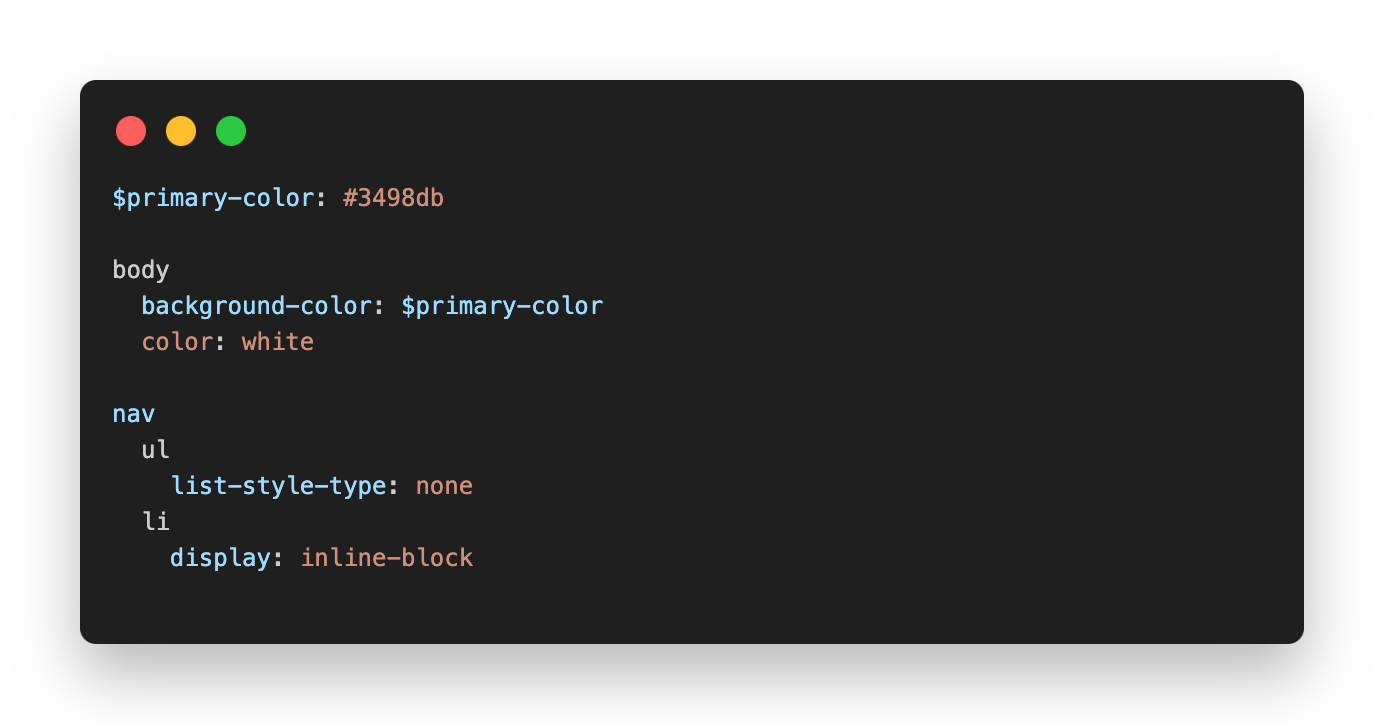 $primary-color: #3498db

body
  background-color: $primary-color
  color: white

nav
  ul
    list-style-type: none
  li
    display: inline-block